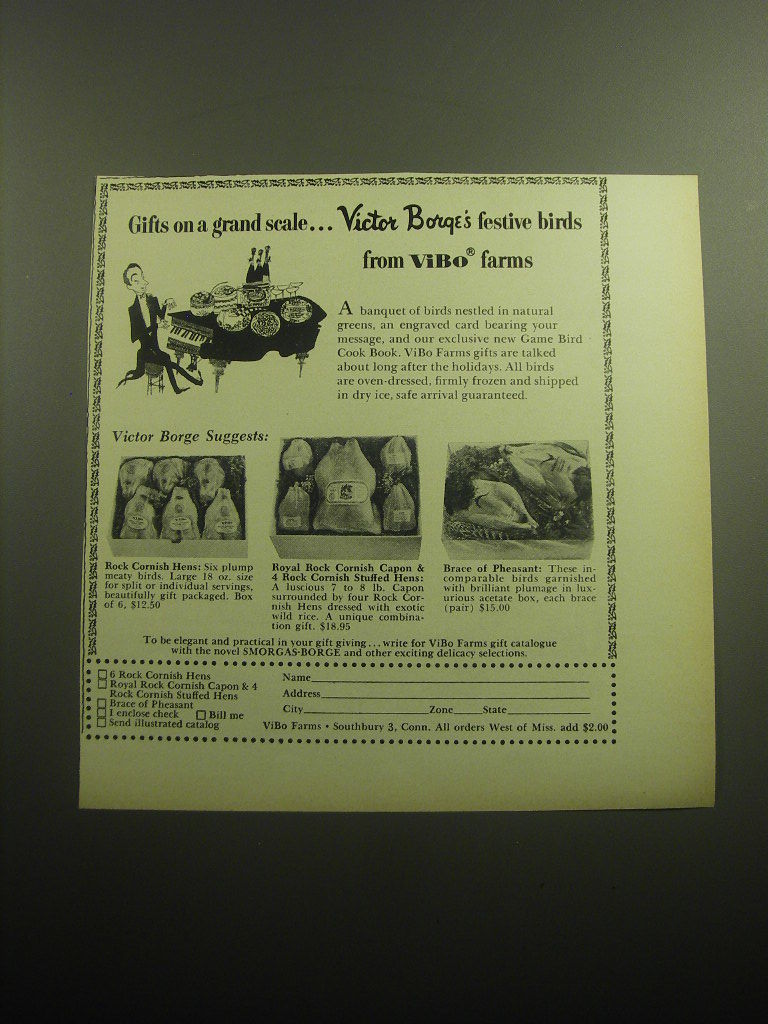 Gifts on a grand scale... Victor Borge's festive birds
from ViBo® farms
A banquet of birds nestled in natural
greens, an engraved card bearing your
message, and our exclusive new Game Bird
Cook Book. ViBo Farms gifts are talked
about long after the holidays. All birds
are oven-dressed, firmly frozen and shipped
in dry ice, safe arrival guaranteed.
Victor Borge Suggests:
Rock Cornish Hens: Six plump
meaty birds. Large 18 oz. size
for split or individual servings,
beautifully gift packaged. Box
of 6, $12.50
Royal Rock Cornish Capon &
4 Rock Cornish Stuffed Hens:
A luscious 7 to 8 lb. Capon
surrounded by four Rock Cor-
nish Hens dressed with exotic
wild rice. A unique combina-
tion gift. $18.95
Brace of Pheasant: These in-
comparable birds garnished
with brilliant plumage in lux-
urious acetate box, each brace
(pair) $15.00
To be elegant and practical in your gift giving...write for ViBo Farms gift catalogue
with the novel SMORGAS-BORGE and other exciting delicacy selections.
6 Rock Cornish Hens
Royal Rock Cornish Capon & 4
Rock Cornish Stuffed Hens
Brace of Pheasant
I enclose check Bill me
Send illustrated catalog
Name
Address
City Zone State
ViBo Farms • Southbury 3, Conn. All orders West of Miss. add $2.00